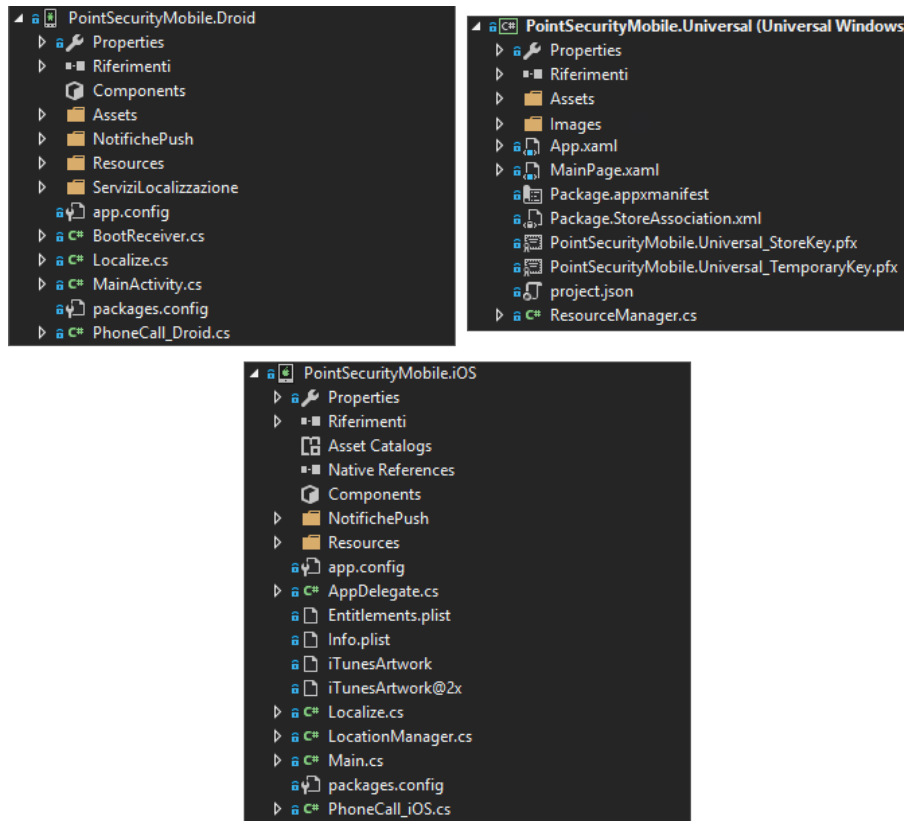 PointSecurityMobile.Droid
Properties
Riferimenti
Components
Assets
NotifichePush
Resources
ServiziLocalizzazione
app.config
C# BootReceiver.cs
C# Localize.cs
C# MainActivity.cs
packages.config
C# PhoneCall_Droid.cs
C# PointSecurityMobile.Universal (Universal Windows
Properties
Riferimenti
Assets
Images
App.xaml
MainPage.xaml
Package.appxmanifest
Package.StoreAssociation.xml
PointSecurityMobile.Universal_StoreKey.pfx
PointSecurityMobile.Universal_TemporaryKey.pfx
project.json
C# ResourceManager.cs
PointSecurityMobile.iOS
Properties
Riferimenti
Asset Catalogs
Native References
Components
NotifichePush
Resources
app.config
C# AppDelegate.cs
Entitlements.plist
Info.plist
iTunesArtwork
iTunesArtwork@2x
C# Localize.cs
C# LocationManager.cs
C# Main.cs
packages.config
C# PhoneCall_iOS.cs